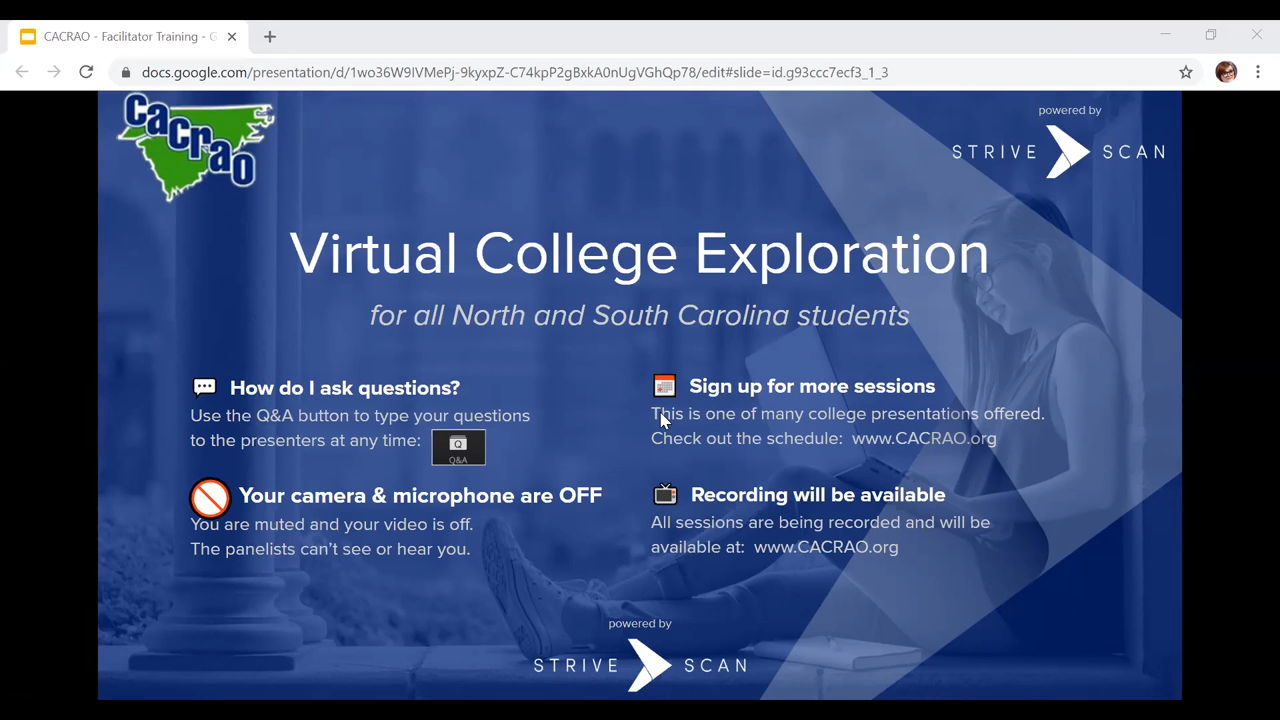 CACRAO - Facilitator Training - G
docs.google.com/presentation/d/1wo36W9IVMePj-9kyxpZ-C74kpP2gBxkA0nUgVGhQp78/edit#slide=id.g93ccc7ecf3_1_3
cacrao
powered by
STRIVE SCAN
Virtual College Exploration
for all North and South Carolina students
How do I ask questions?
Use the Q&A button to type your questions
to the presenters at any time:
Q
Q&A
Sign up for more sessions
This is one of many college presentations offered.
Check out the schedule: www.CACRAO.org
Your camera & microphone are OFF
You are muted and your video is off.
The panelists can't see or hear you.
Recording will be available
All sessions are being recorded and will be
available at: www.CACRAO.org
powered by
STRIVE SCAN